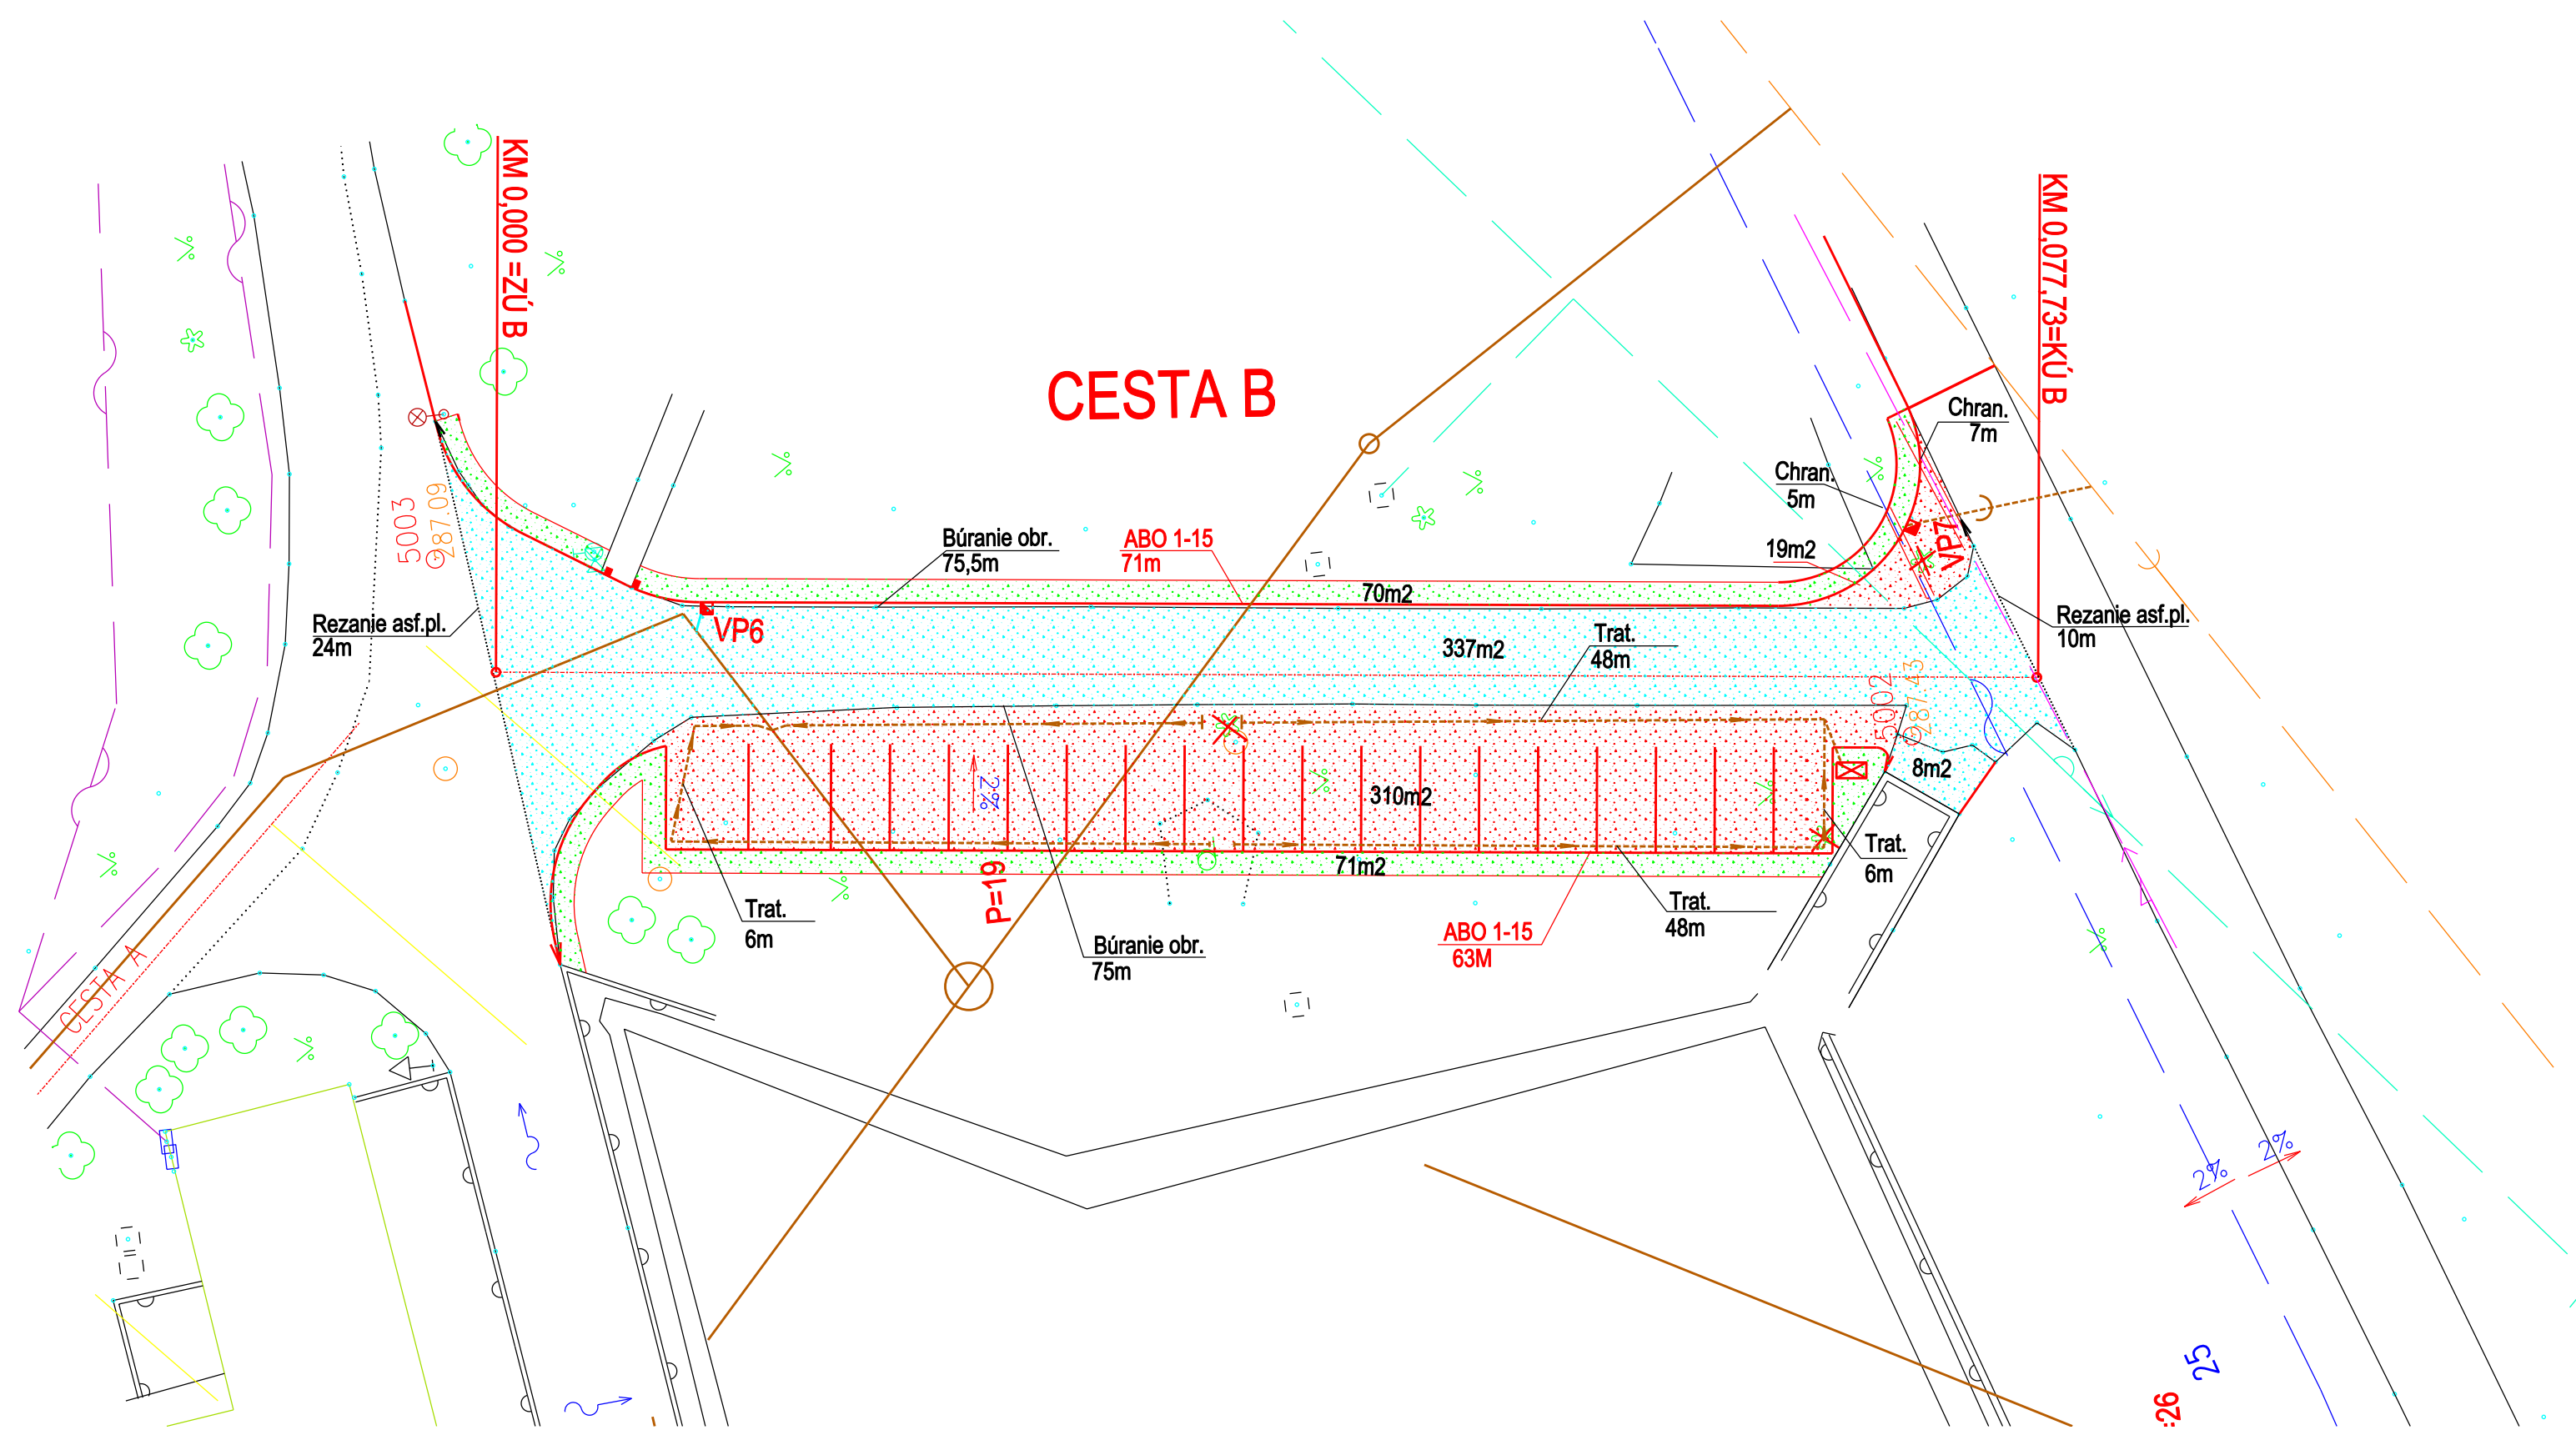 KM 0,000 =ZÚ B
KM 0,077,73=KÚ B
CESTA B
Chran.
7m
Chran.
5m
5003
287.09
Búranie obr.
75,5m
ABO 1-15
71m
19m2
VP7
70m2
Rezanie asf.pl.
24m
VP6
337m2
Trat.
48m
Rezanie asf.pl.
10m
5002
287.43
2%
310m2
8m2
71m2
Trat.
6m
P=19
Trat.
6m
Búranie obr.
75m
ABO 1-15
63M
Trat.
48m
CESTA A
2%
2%
25
:26